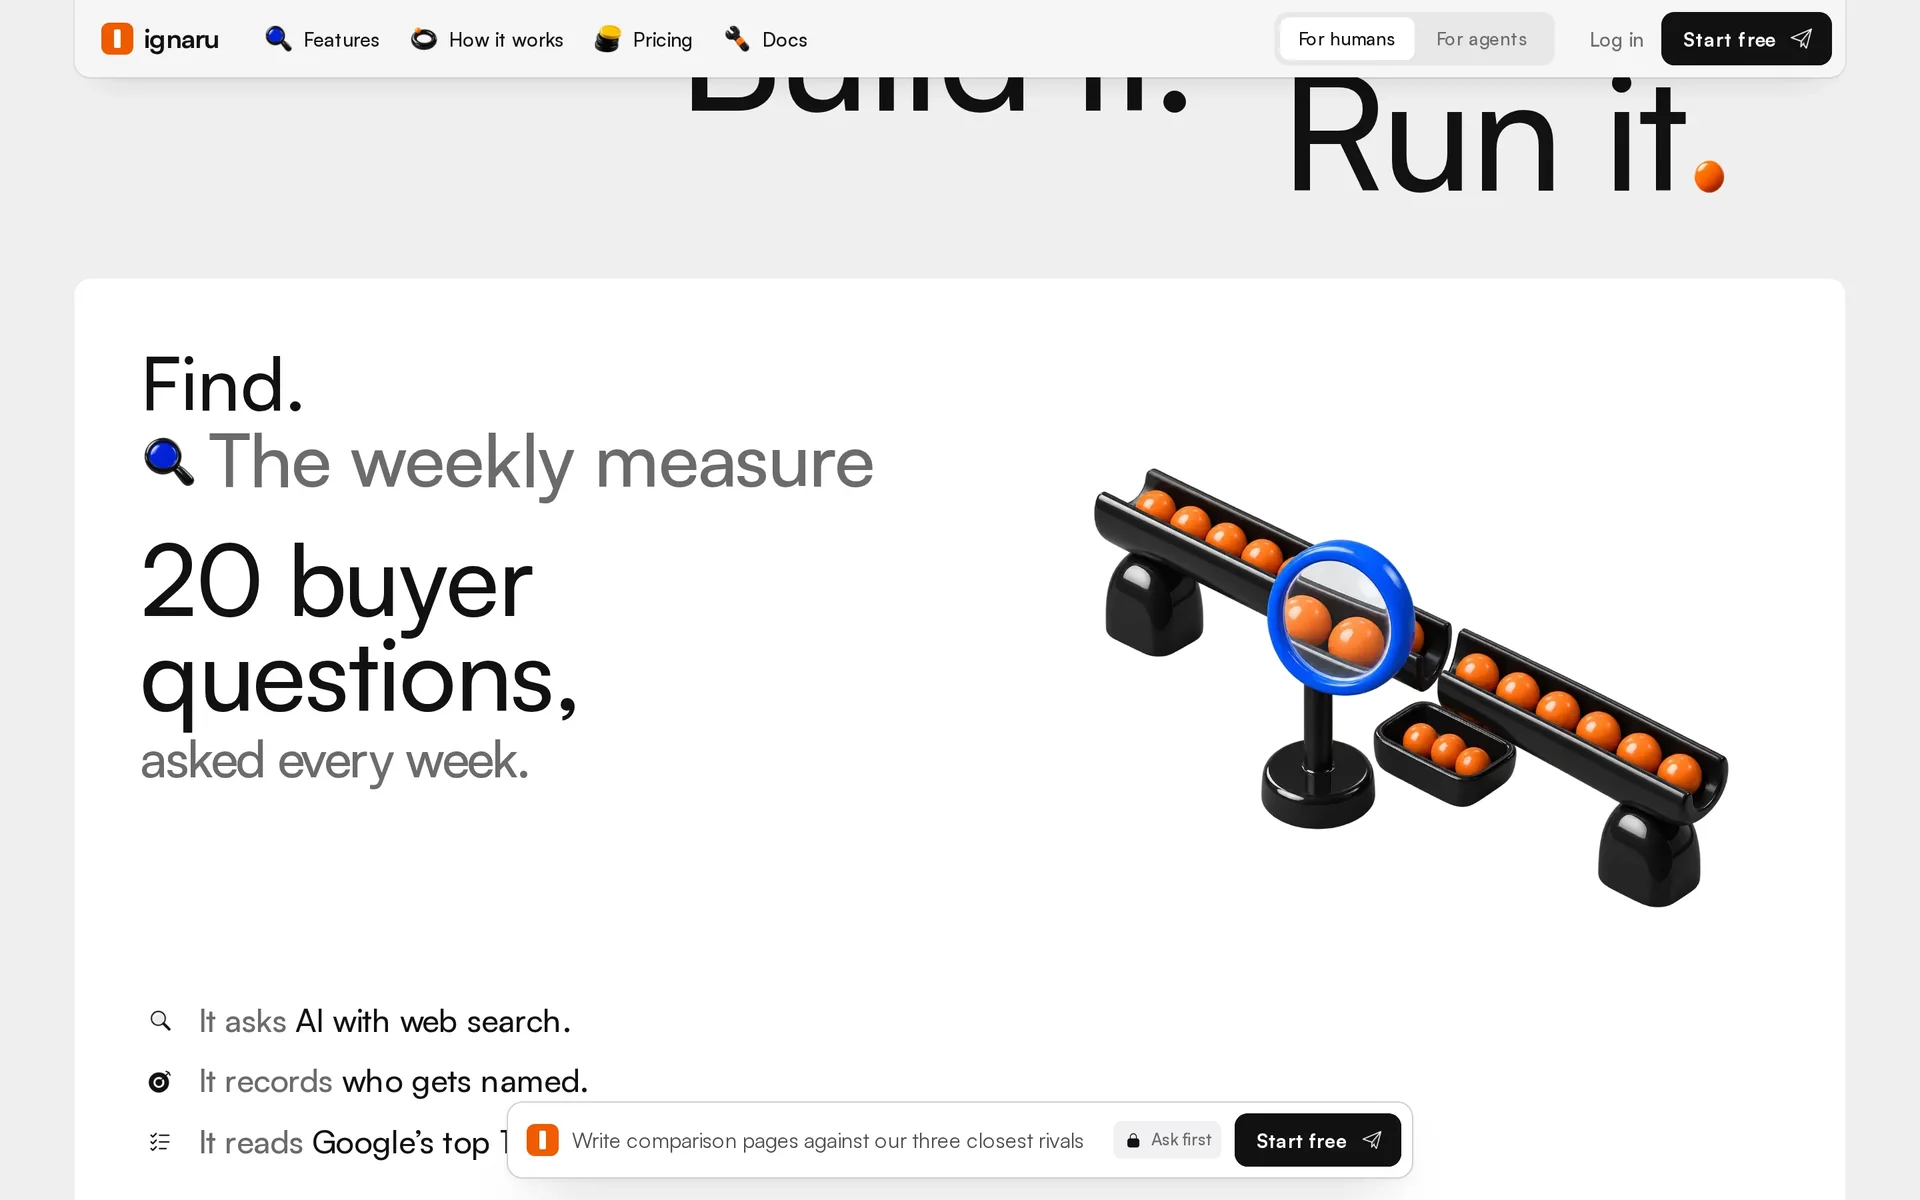 ignaru
Features
How it works
Pricing
Docs
For humans
For agents
Log in
Start free
Build it.
Run it.
Find.
The weekly measure
20 buyer
questions,
asked every week.
It asks AI with web search.
It records who gets named.
It reads Google’s top
Write comparison pages against our three closest rivals
Ask first
Start free